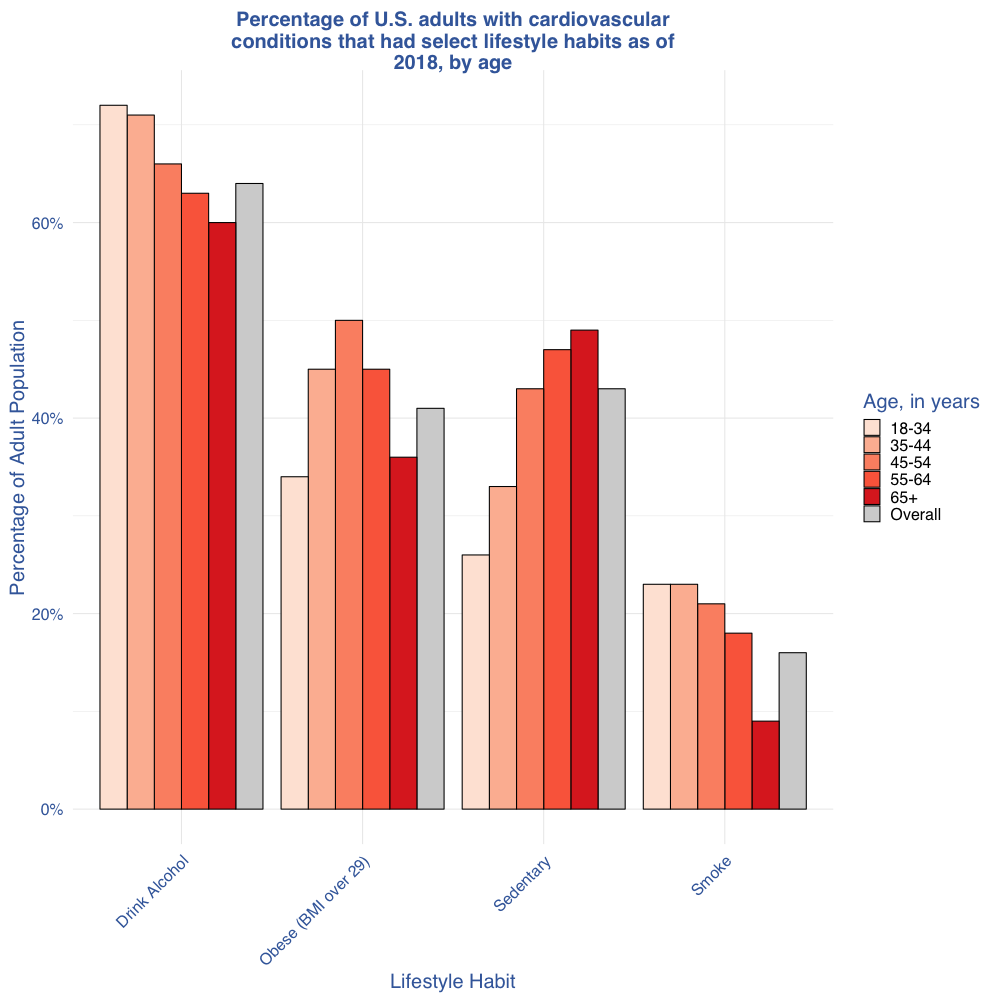 Percentage of U.S. adults with cardiovascular
conditions that had select lifestyle habits as of
2018, by age
Percentage of Adult Population
60%
40%
20%
0%
Drink Alcohol
Obese (BMI over 29)
Sedentary
Smoke
Lifestyle Habit
Age, in years
18-34
35-44
45-54
55-64
65+
Overall